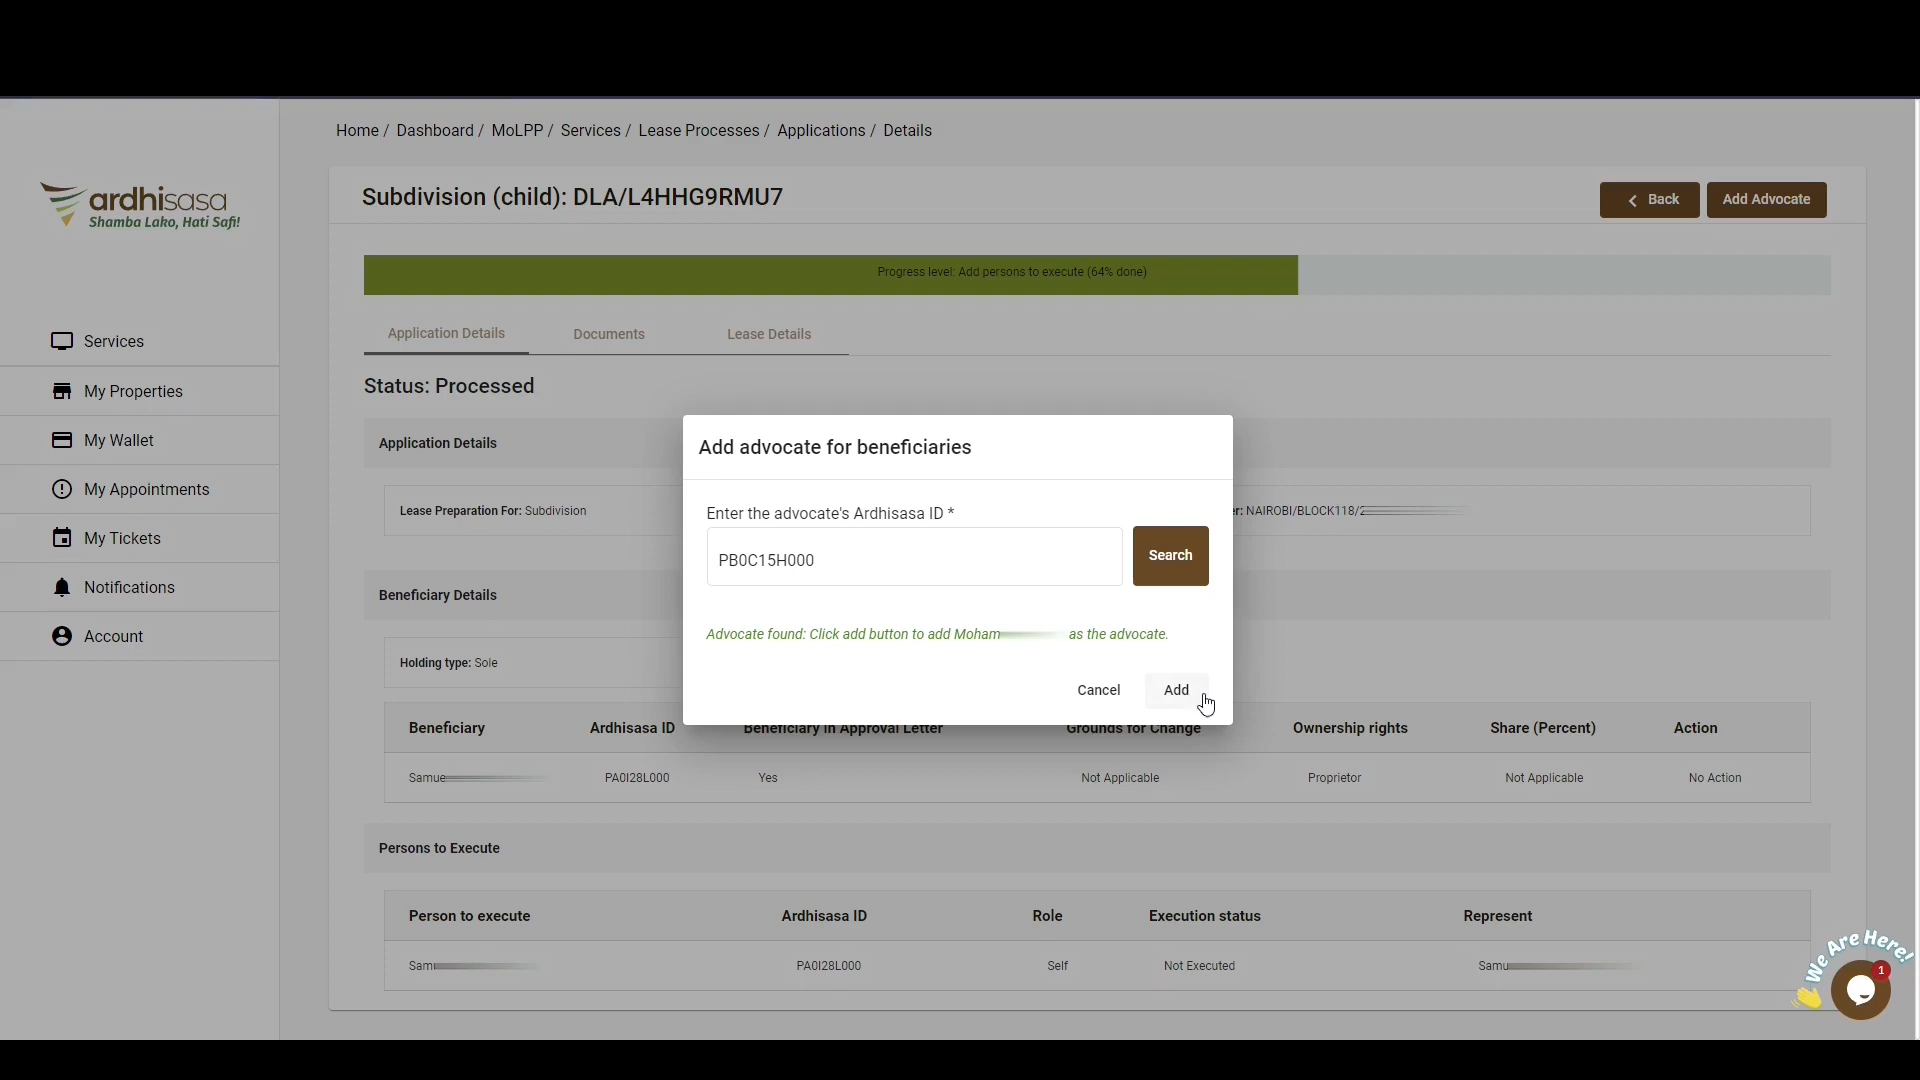 Home / Dashboard / MoLPP / Services / Lease Processes / Applications / Details
ardhisasa
Shamba Lako, Hati Safi!
Services
My Properties
My Wallet
My Appointments
My Tickets
Notifications
Account
Subdivision (child): DLA/L4HHG9RMU7
Back
Add Advocate
Progress level: Add persons to execute (64% done)
Application Details
Documents
Lease Details
Status: Processed
Application Details
Lease Preparation For: Subdivision
er: NAIROBI/BLOCK118/2
Add advocate for beneficiaries
Enter the advocate's Ardhisasa ID *
PB0C15H000
Search
Advocate found: Click add button to add Moham as the advocate.
Cancel
Add
Beneficiary Details
Holding type: Sole
Beneficiary Ardhisasa ID Beneficiary in Approval Letter Grounds for Change Ownership rights Share (Percent) Action
Samue PA0I28L000 Yes Not Applicable Proprietor Not Applicable No Action
Persons to Execute
Person to execute Ardhisasa ID Role Execution status Represent
Sam PA0I28L000 Self Not Executed Samu
We Are Here!
1